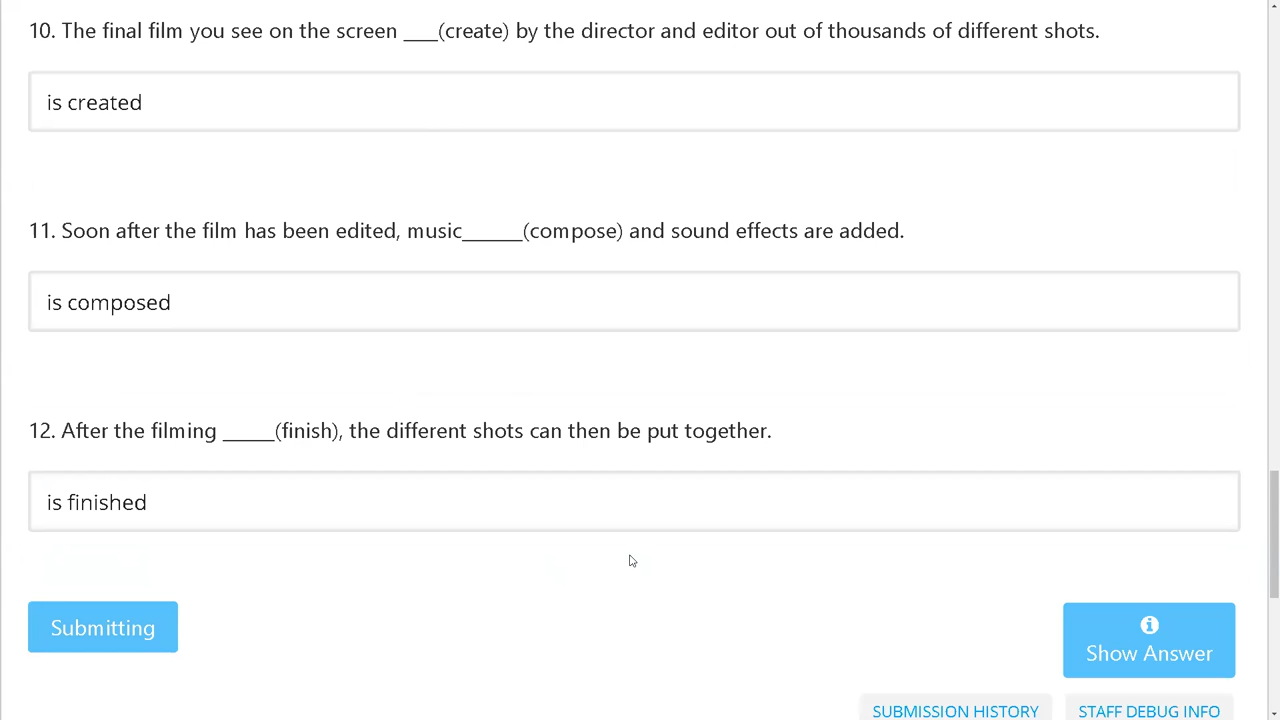 10. The final film you see on the screen ___(create) by the director and editor out of thousands of different shots.
is created
11. Soon after the film has been edited, music______(compose) and sound effects are added.
is composed
12. After the filming _____(finish), the different shots can then be put together.
is finished
Submitting
Show Answer
SUBMISSION HISTORY
STAFF DEBUG INFO